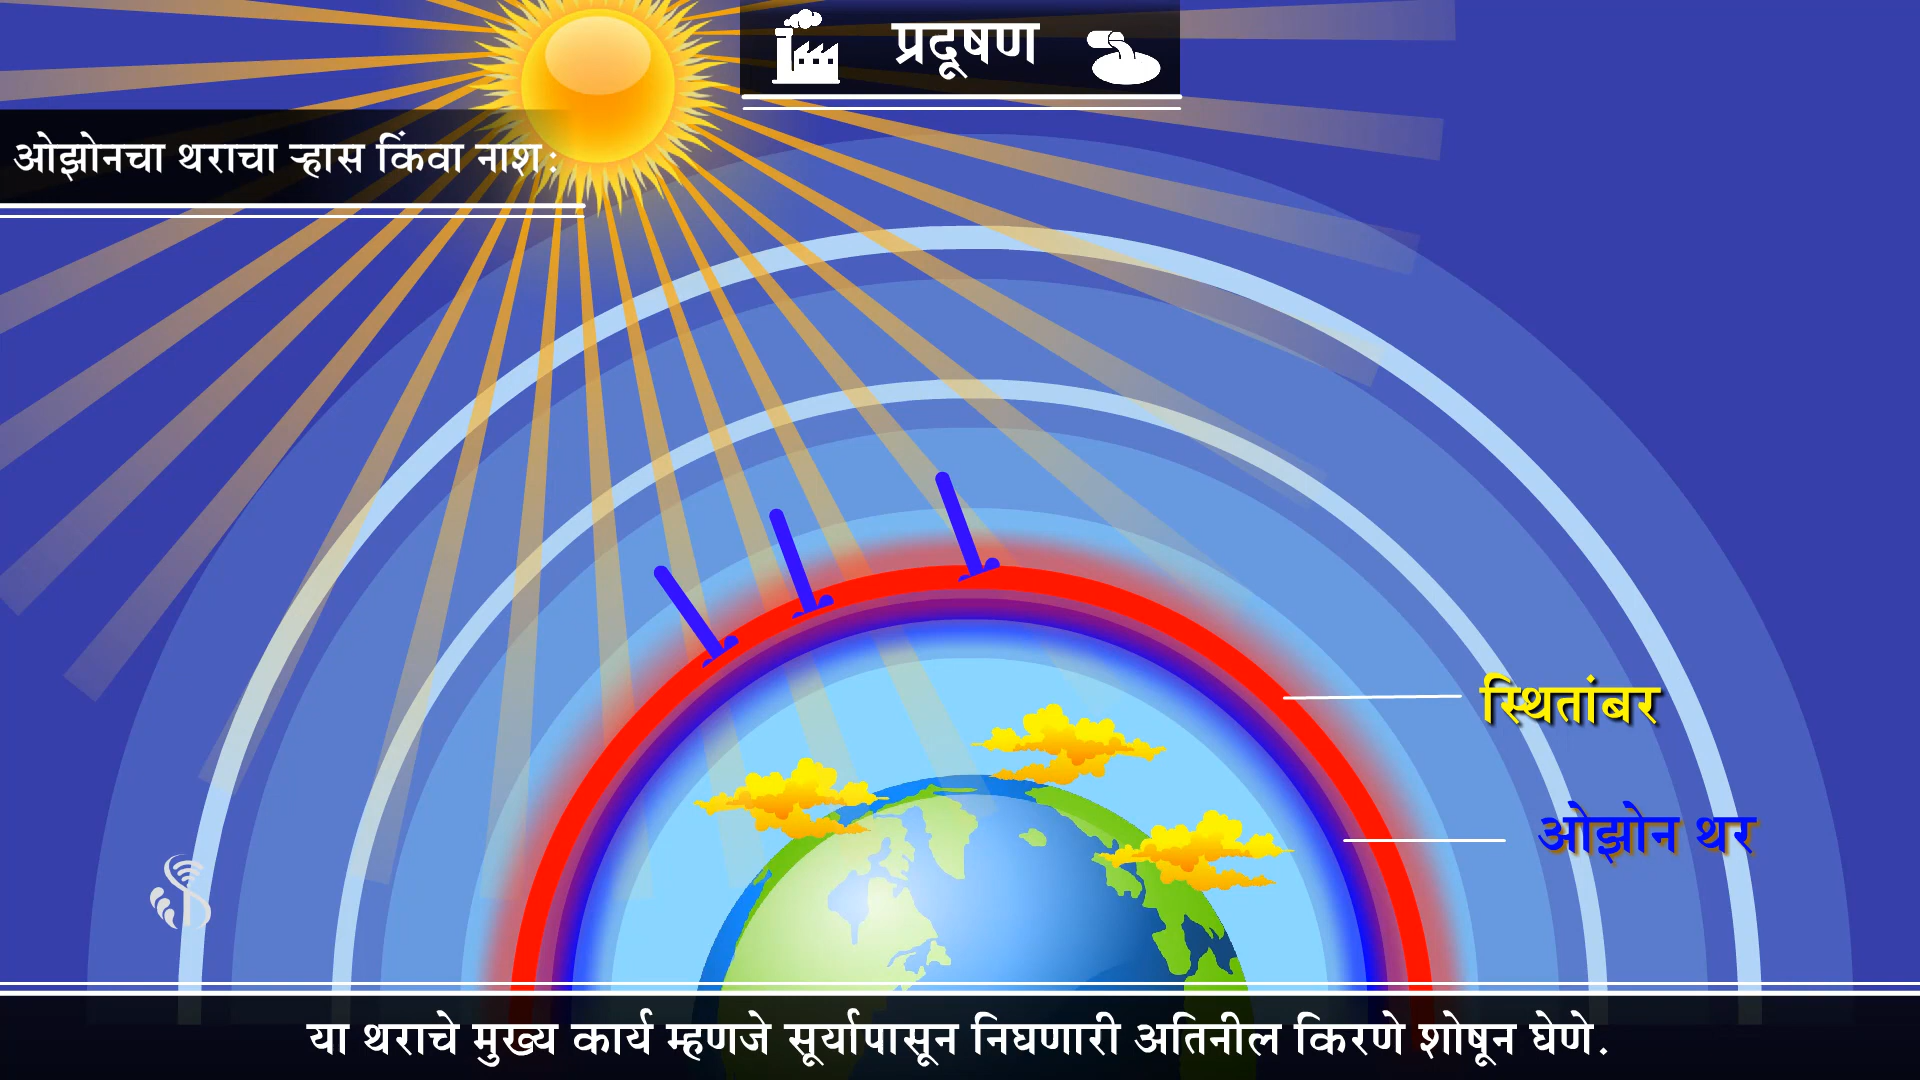 प्रदूषण
ओझोनचा थराचा ऱ्हास किंवा नाश:
स्थितांबर
ओझोन थर
या थराचे मुख्य कार्य म्हणजे सूर्यापासून निघणारी अतिनील किरणे शोषून घेणे.